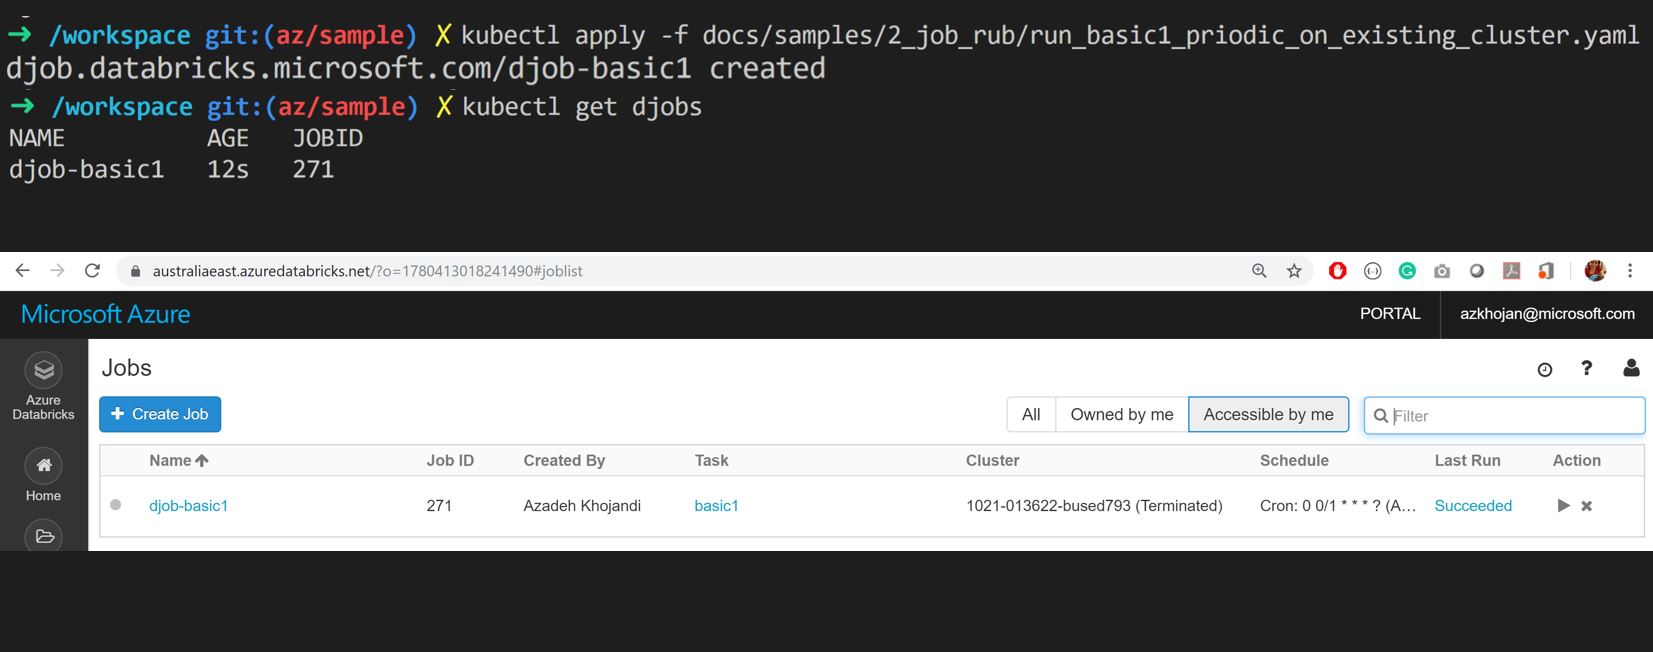 → /workspace git:(az/sample) ✗ kubectl apply -f docs/samples/2_job_rub/run_basic1_priodic_on_existing_cluster.yaml
djob.databricks.microsoft.com/djob-basic1 created
→ /workspace git:(az/sample) ✗ kubectl get djobs
NAME AGE JOBID
djob-basic1 12s 271
australiaeast.azuredatabricks.net/?o=1780413018241490#joblist
Microsoft Azure PORTAL azkhojan@microsoft.com
Jobs
Azure
Databricks
Home
+ Create Job All Owned by me Accessible by me Filter
Name Job ID Created By Task Cluster Schedule Last Run Action
djob-basic1 271 Azadeh Khojandi basic1 1021-013622-bused793 (Terminated) Cron: 0 0/1 * * * ? (A... Succeeded